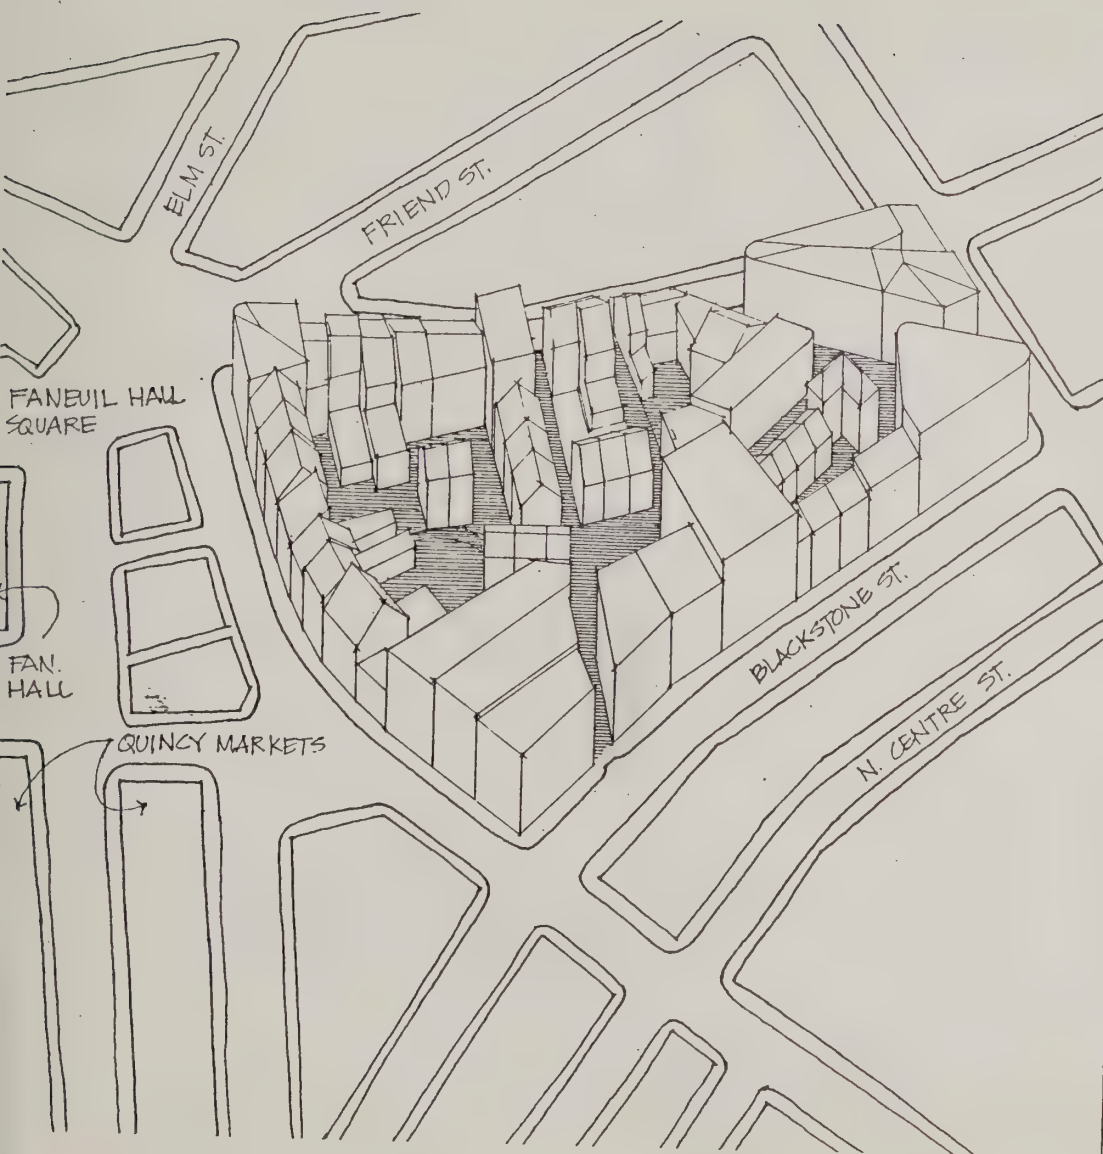 ELM ST.
FRIEND ST.
FANEUIL HALL
SQUARE
FAN.
HALL
BLACKSTONE ST.
QUINCY MARKETS
N. CENTRE ST.